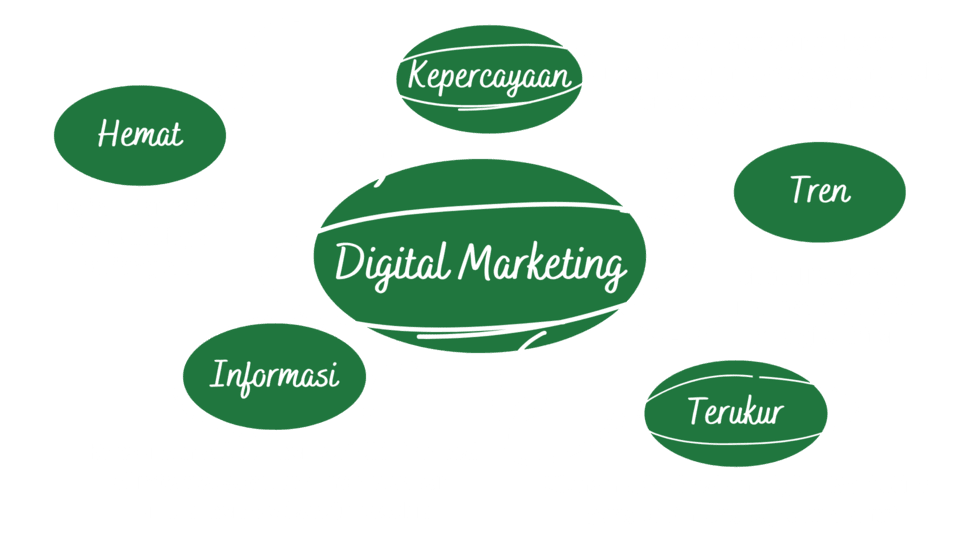 Kepercayaan
Hemat
Tren
Digital Marketing
Informasi
Terukur